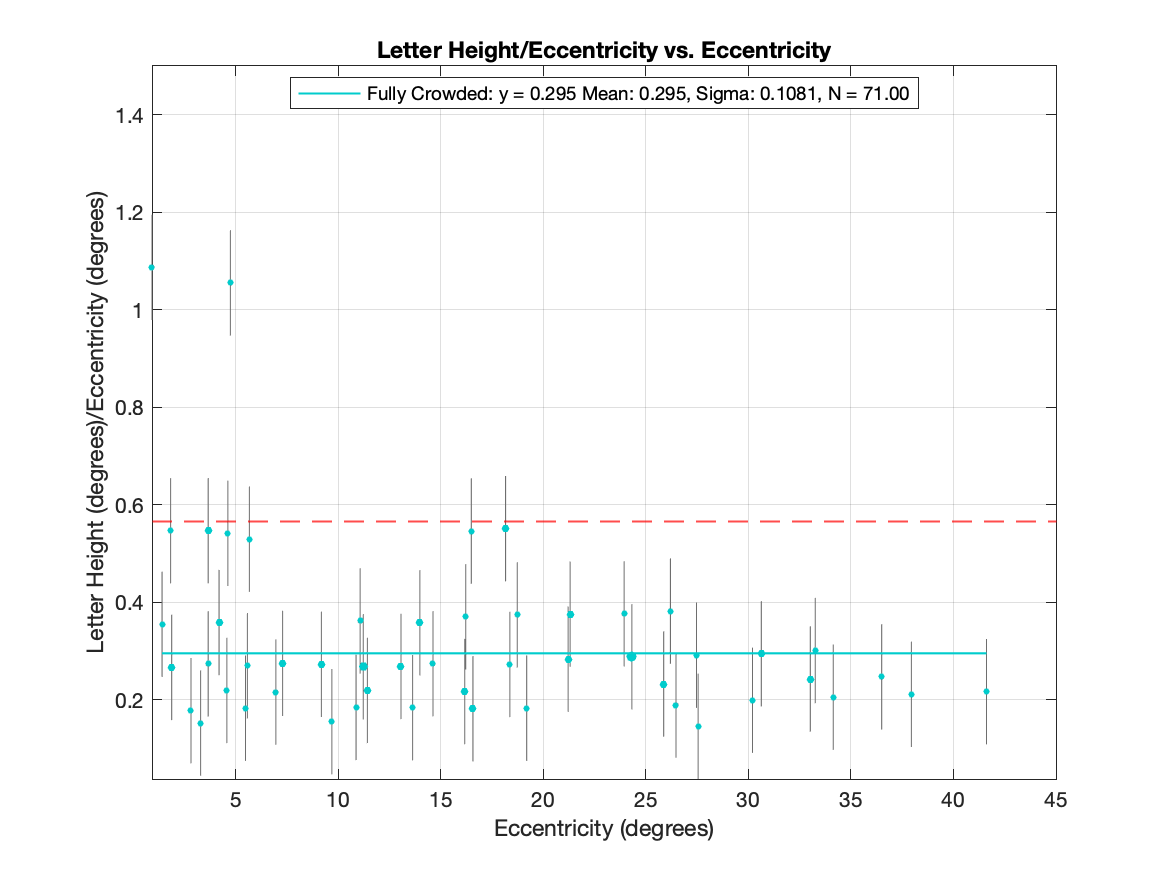 Letter Height/Eccentricity vs. Eccentricity
Fully Crowded: y = 0.295 Mean: 0.295, Sigma: 0.1081, N = 71.00
Letter Height (degrees)/Eccentricity (degrees)
1.4
1.2
1
0.8
0.6
0.4
0.2
5 10 15 20 25 30 35 40 45
Eccentricity (degrees)